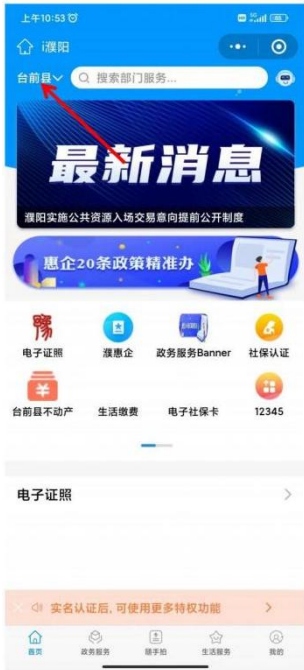 上午10:53
i濮阳
台前县
搜索部门服务...
最新消息
濮阳实施公共资源入场交易意向提前公开制度
惠企20条政策精准办
电子证照 濮惠企 政务服务Banner 社保认证
台前县不动产 生活缴费 电子社保卡 12345
电子证照
实名认证后,可使用更多特权功能
首页 政务服务 随手拍 生活服务 我的